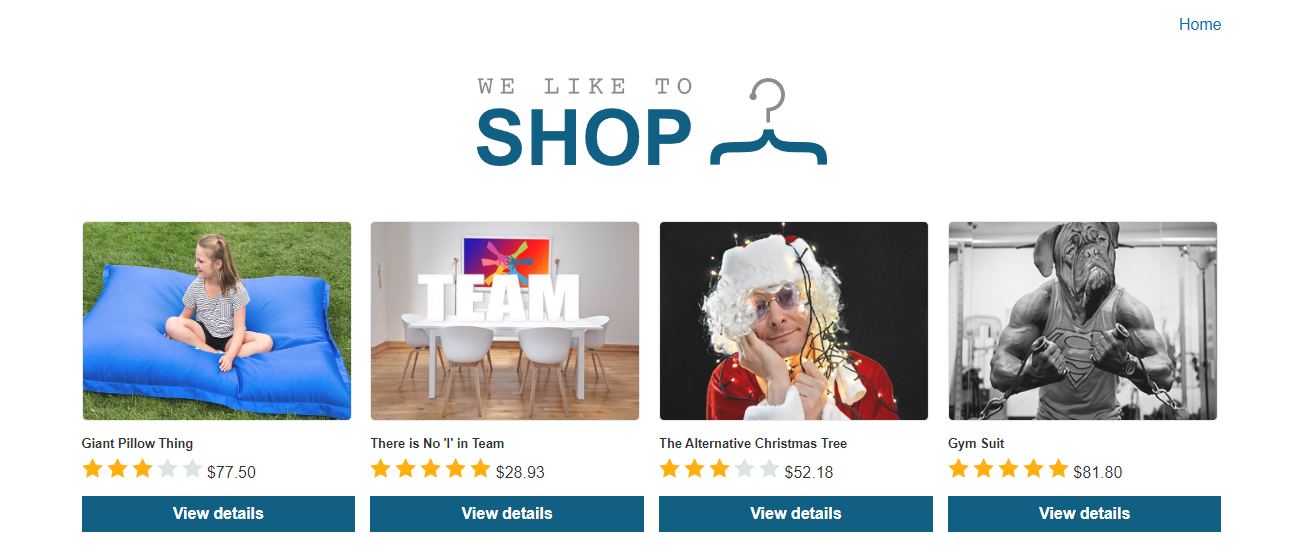 Home
WE LIKE TO
SHOP
TEAM
Giant Pillow Thing
$77.50
View details
There is No 'I' in Team
$28.93
View details
The Alternative Christmas Tree
$52.18
View details
Gym Suit
$81.80
View details